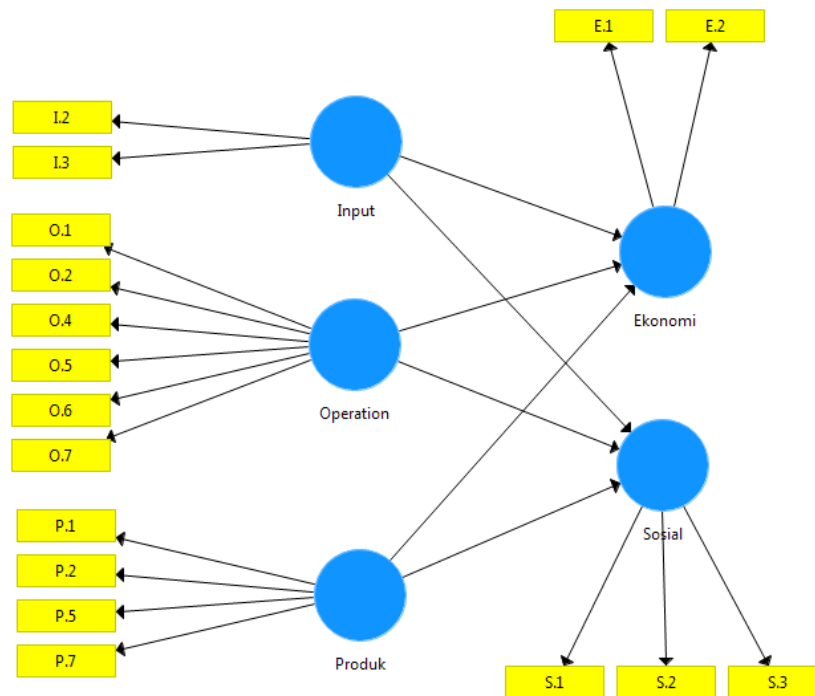 E.1
E.2
I.2
I.3
Input
O.1
O.2
O.4
O.5
O.6
O.7
Operation
Ekonomi
P.1
P.2
P.5
P.7
Produk
Sosial
S.1
S.2
S.3